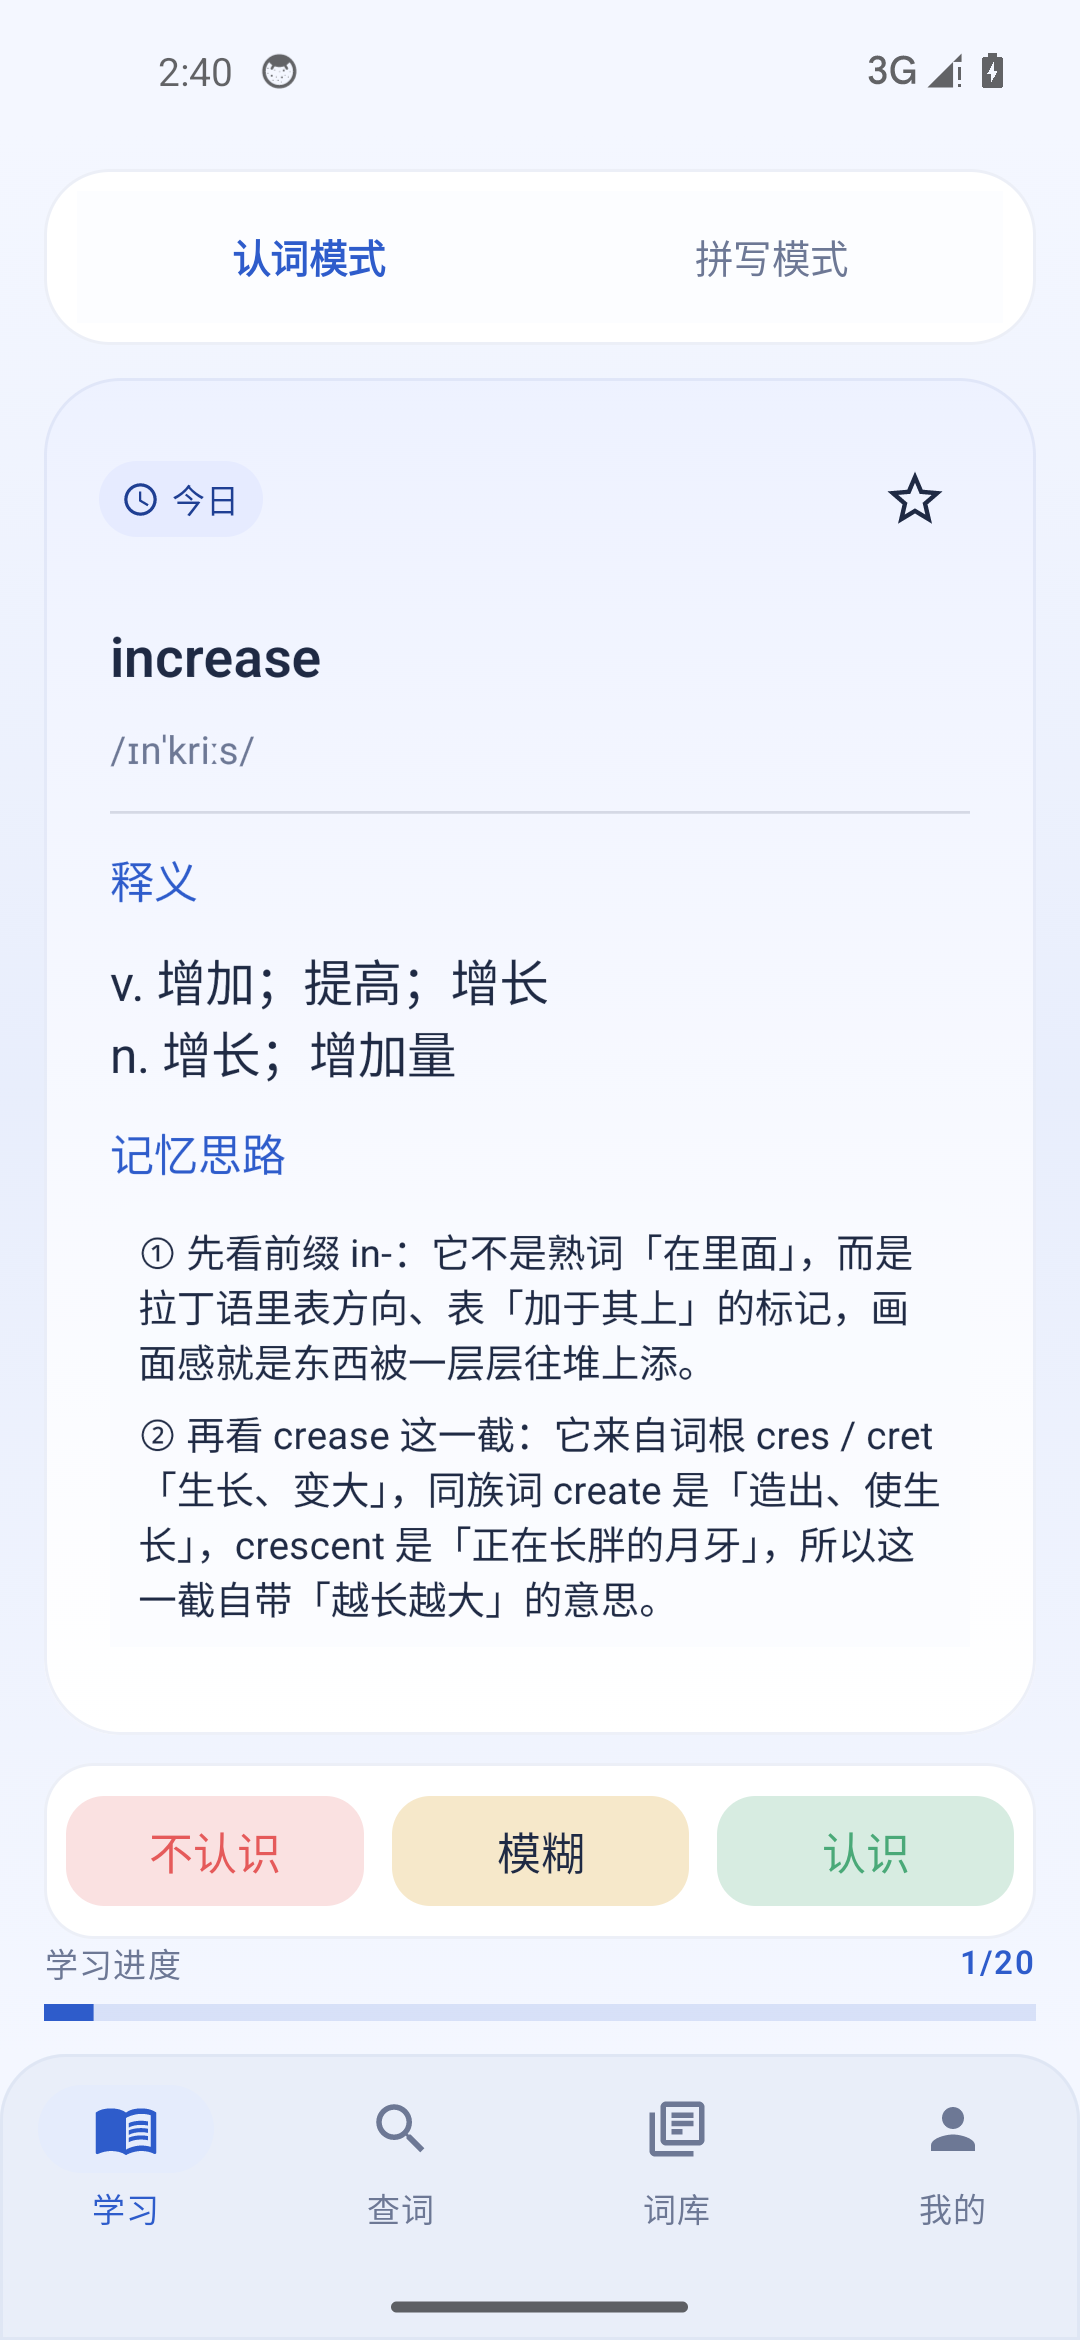 2:40
3G
认词模式
拼写模式
今日
increase
/ɪnˈkriːs/
释义
v. 增加；提高；增长
n. 增长；增加量
记忆思路
① 先看前缀 in-：它不是熟词「在里面」，而是
拉丁语里表方向、表「加于其上」的标记，画
面感就是东西被一层层往堆上添。
② 再看 crease 这一截：它来自词根 cres / cret
「生长、变大」，同族词 create 是「造出、使生
长」，crescent 是「正在长胖的月牙」，所以这
一截自带「越长越大」的意思。
不认识
模糊
认识
学习进度
1/20
学习
查词
词库
我的